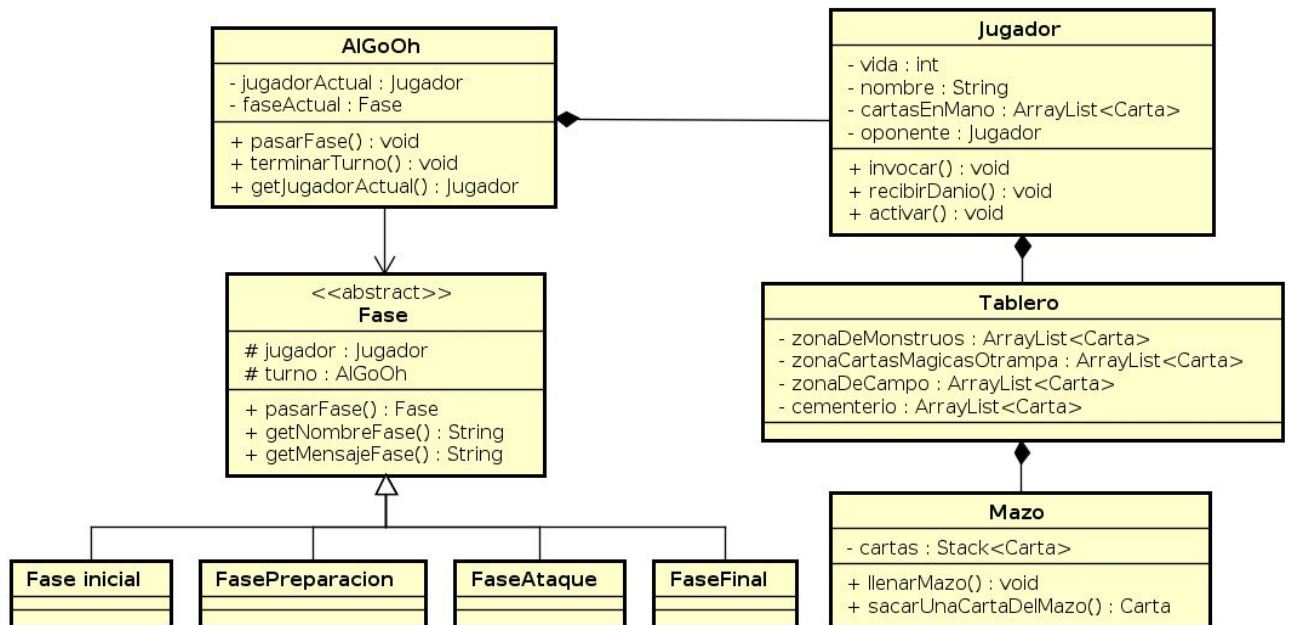 AlGoOh
- jugadorActual : Jugador
- faseActual : Fase
+ pasarFase() : void
+ terminarTurno() : void
+ getJugadorActual() : Jugador
Jugador
- vida : int
- nombre : String
- cartasEnMano : ArrayList<Carta>
- oponente : Jugador
+ invocar() : void
+ recibirDanio() : void
+ activar() : void
<<abstract>>
Fase
# jugador : Jugador
# turno : AlGoOh
+ pasarFase() : Fase
+ getNombreFase() : String
+ getMensajeFase() : String
Tablero
- zonaDeMonstruos : ArrayList<Carta>
- zonaCartasMagicasOtrampa : ArrayList<Carta>
- zonaDeCampo : ArrayList<Carta>
- cementerio : ArrayList<Carta>
Fase inicial
FasePreparacion
FaseAtaque
FaseFinal
Mazo
- cartas : Stack<Carta>
+ llenarMazo() : void
+ sacarUnaCartaDelMazo() : Carta